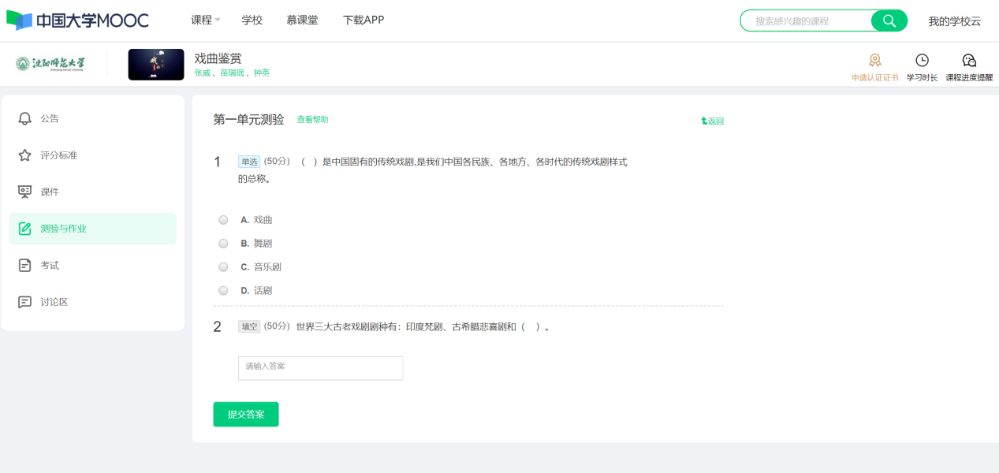 中国大学MOOC 课程 学校 慕课堂 下载APP 搜索感兴趣的课程 我的学校云
沈阳师范大学 戏曲鉴赏
张威 、苗瑞珉 、钟英
申请认证证书 学习时长 课程进度提醒
公告
评分标准
课件
测验与作业
考试
讨论区
第一单元测验 查看帮助 返回
1 单选 (50分) （ ）是中国固有的传统戏剧,是我们中国各民族、各地方、各时代的传统戏剧样式
的总称。
A. 戏曲
B. 舞剧
C. 音乐剧
D. 话剧
2 填空 (50分) 世界三大古老戏剧剧种有：印度梵剧、古希腊悲喜剧和（ ）。
请输入答案
提交答案